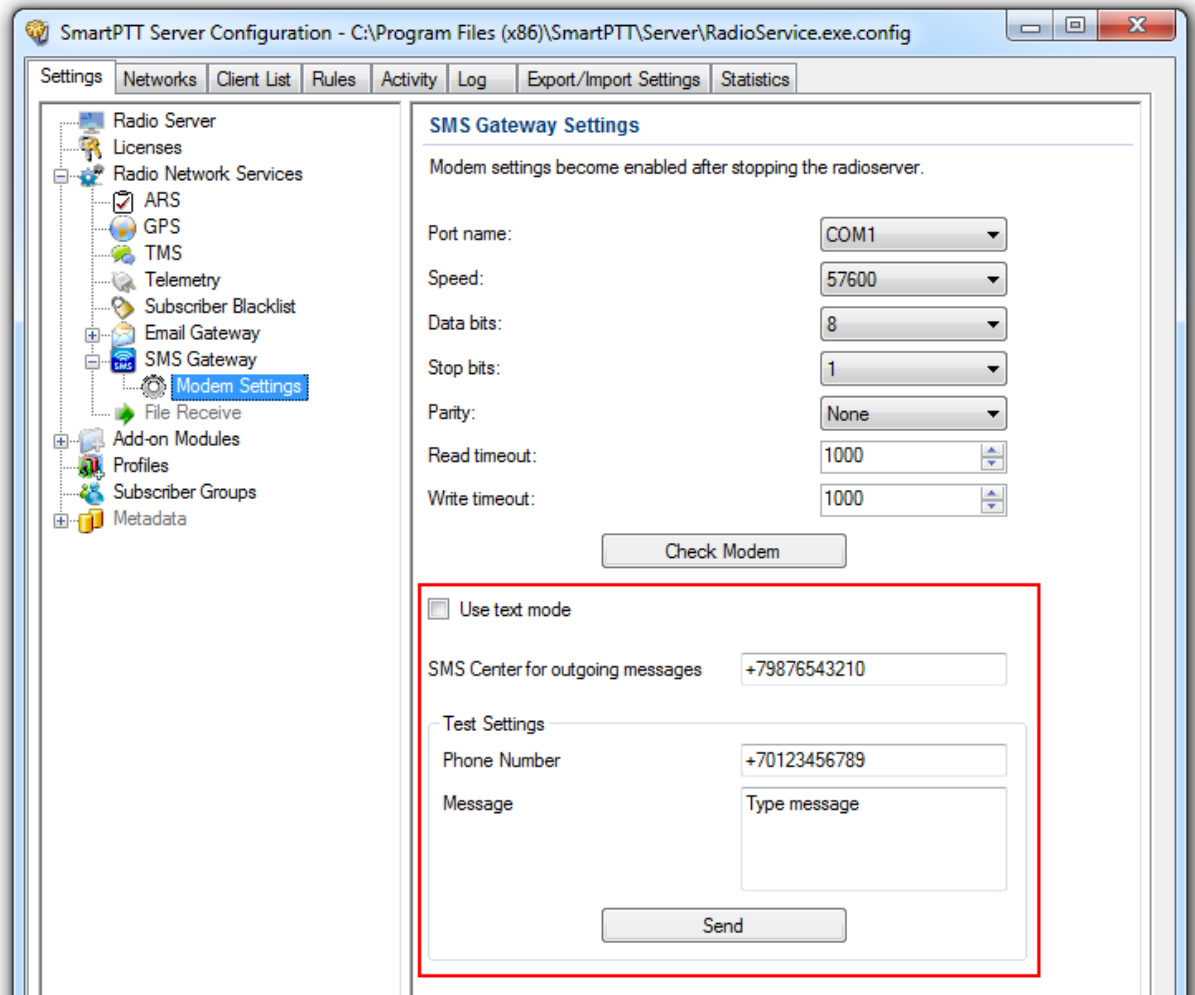 SmartPTT Server Configuration - C:\Program Files (x86)\SmartPTT\Server\RadioService.exe.config
Settings Networks Client List Rules Activity Log Export/Import Settings Statistics
Radio Server
Licenses
Radio Network Services
ARS
GPS
TMS
Telemetry
Subscriber Blacklist
Email Gateway
SMS Gateway
SMS
Modem Settings
File Receive
Add-on Modules
Profiles
Subscriber Groups
Metadata
SMS Gateway Settings
Modem settings become enabled after stopping the radioserver.
Port name: COM1
Speed: 57600
Data bits: 8
Stop bits: 1
Parity: None
Read timeout: 1000
Write timeout: 1000
Check Modem
Use text mode
SMS Center for outgoing messages +79876543210
Test Settings
Phone Number +70123456789
Message Type message
Send